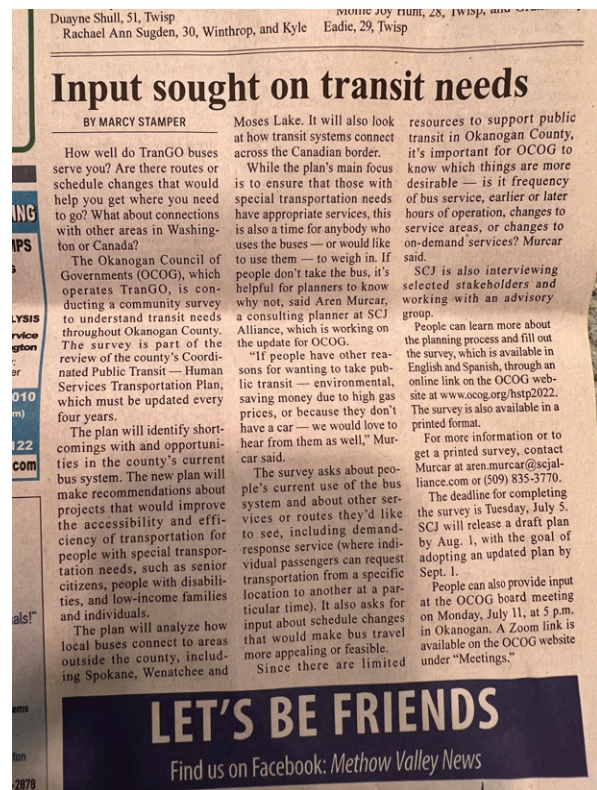 Duayne Shull, 51, Twisp
Rachael Ann Sugden, 30, Winthrop, and Kyle
Hunt, 28, Twisp, and
Eadie, 29, Twisp
Input sought on transit needs
BY MARCY STAMPER
How well do TranGO buses
serve you? Are there routes or
schedule changes that would
help you get where you need
to go? What about connections
with other areas in Washing-
ton or Canada?
The Okanogan Council of
Governments (OCOG), which
operates TranGO, is con-
ducting a community survey
to understand transit needs
throughout Okanogan County.
The survey is part of the
review of the county's Coordi-
nated Public Transit — Human
Services Transportation Plan,
which must be updated every
four years.
The plan will identify short-
comings with and opportuni-
ties in the county's current
bus system. The new plan will
make recommendations about
projects that would improve
the accessibility and effi-
ciency of transportation for
people with special transpor-
tation needs, such as senior
citizens, people with disabili-
ties, and low-income families
and individuals.
The plan will analyze how
local buses connect to areas
outside the county, includ-
ing Spokane, Wenatchee and
Moses Lake. It will also look
at how transit systems connect
across the Canadian border.
While the plan's main focus
is to ensure that those with
special transportation needs
have appropriate services, this
is also a time for anybody who
uses the buses — or would like
to use them — to weigh in. If
people don't take the bus, it's
helpful for planners to know
why not, said Aren Murcar,
a consulting planner at SCJ
Alliance, which is working on
the update for OCOG.
"If people have other rea-
sons for wanting to take pub-
lic transit — environmental,
saving money due to high gas
prices, or because they don't
have a car — we would love to
hear from them as well," Mur-
car said.
The survey asks about peo-
ple's current use of the bus
system and about other ser-
vices or routes they'd like
to see, including demand-
response service (where indi-
vidual passengers can request
transportation from a specific
location to another at a par-
ticular time). It also asks for
input about schedule changes
that would make bus travel
more appealing or feasible.
Since there are limited
resources to support public
transit in Okanogan County,
it's important for OCOG to
know which things are more
desirable — is it frequency
of bus service, earlier or later
hours of operation, changes to
service areas, or changes to
on-demand services? Murcar
said.
SCJ is also interviewing
selected stakeholders and
working with an advisory
group.
People can learn more about
the planning process and fill out
the survey, which is available in
English and Spanish, through an
online link on the OCOG web-
site at www.ocog.org/hstp2022.
The survey is also available in a
printed format.
For more information or to
get a printed survey, contact
Murcar at aren.murcar@scjal-
liance.com or (509) 835-3770.
The deadline for completing
the survey is Tuesday, July 5.
SCJ will release a draft plan
by Aug. 1, with the goal of
adopting an updated plan by
Sept. 1.
People can also provide input
at the OCOG board meeting
on Monday, July 11, at 5 p.m.
in Okanogan. A Zoom link is
available on the OCOG website
under "Meetings."
LET'S BE FRIENDS
Find us on Facebook: Methow Valley News
ING
MPS
LYSIS
rvice
gton
er
010
m)
122
com
als!"
ems
ton
-2878